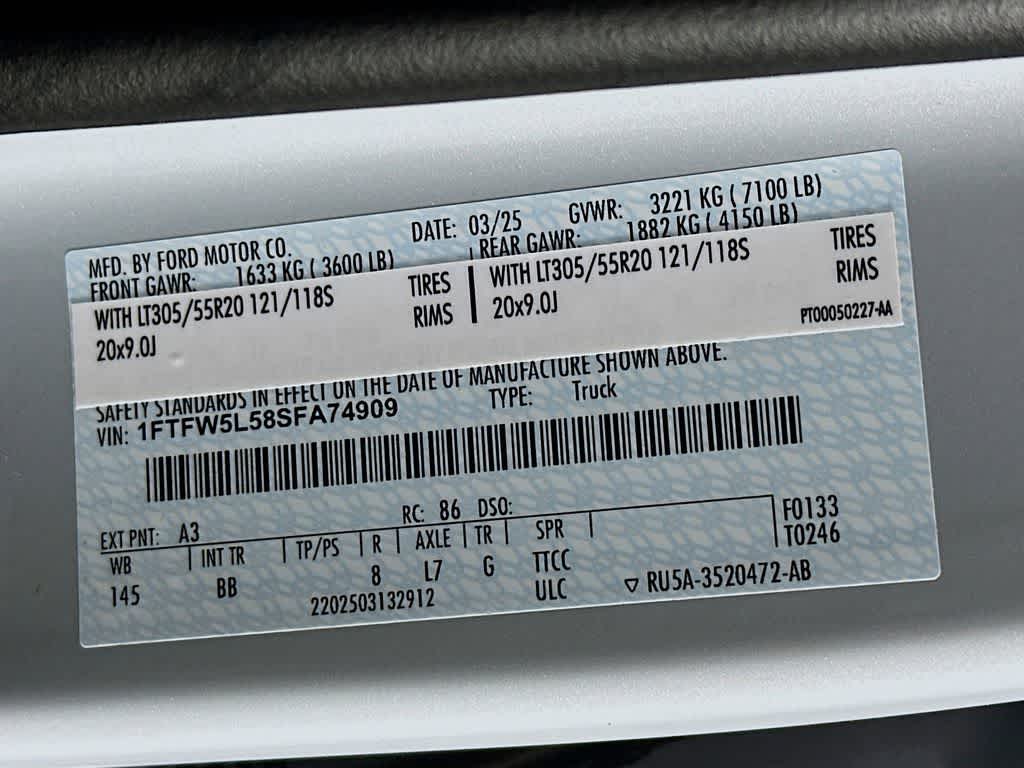 MFD. BY FORD MOTOR CO. DATE: 03/25 GVWR: 3221 KG ( 7100 LB)
FRONT GAWR: 1633 KG ( 3600 LB) REAR GAWR: 1882 KG ( 4150 LB)
WITH LT305/55R20 121/118S TIRES WITH LT305/55R20 121/118S TIRES
20x9.0J RIMS 20x9.0J RIMS
PT00050227-AA
SAFETY STANDARDS IN EFFECT ON THE DATE OF MANUFACTURE SHOWN ABOVE.
VIN: 1FTFW5L58SFA74909 TYPE: Truck
EXT PNT: A3 RC: 86 DSO: F0133
WB INT TR TP/PS R AXLE TR SPR T0246
145 BB 8 L7 G TTCC
2202503132912 ULC ▽ RU5A-3520472-AB